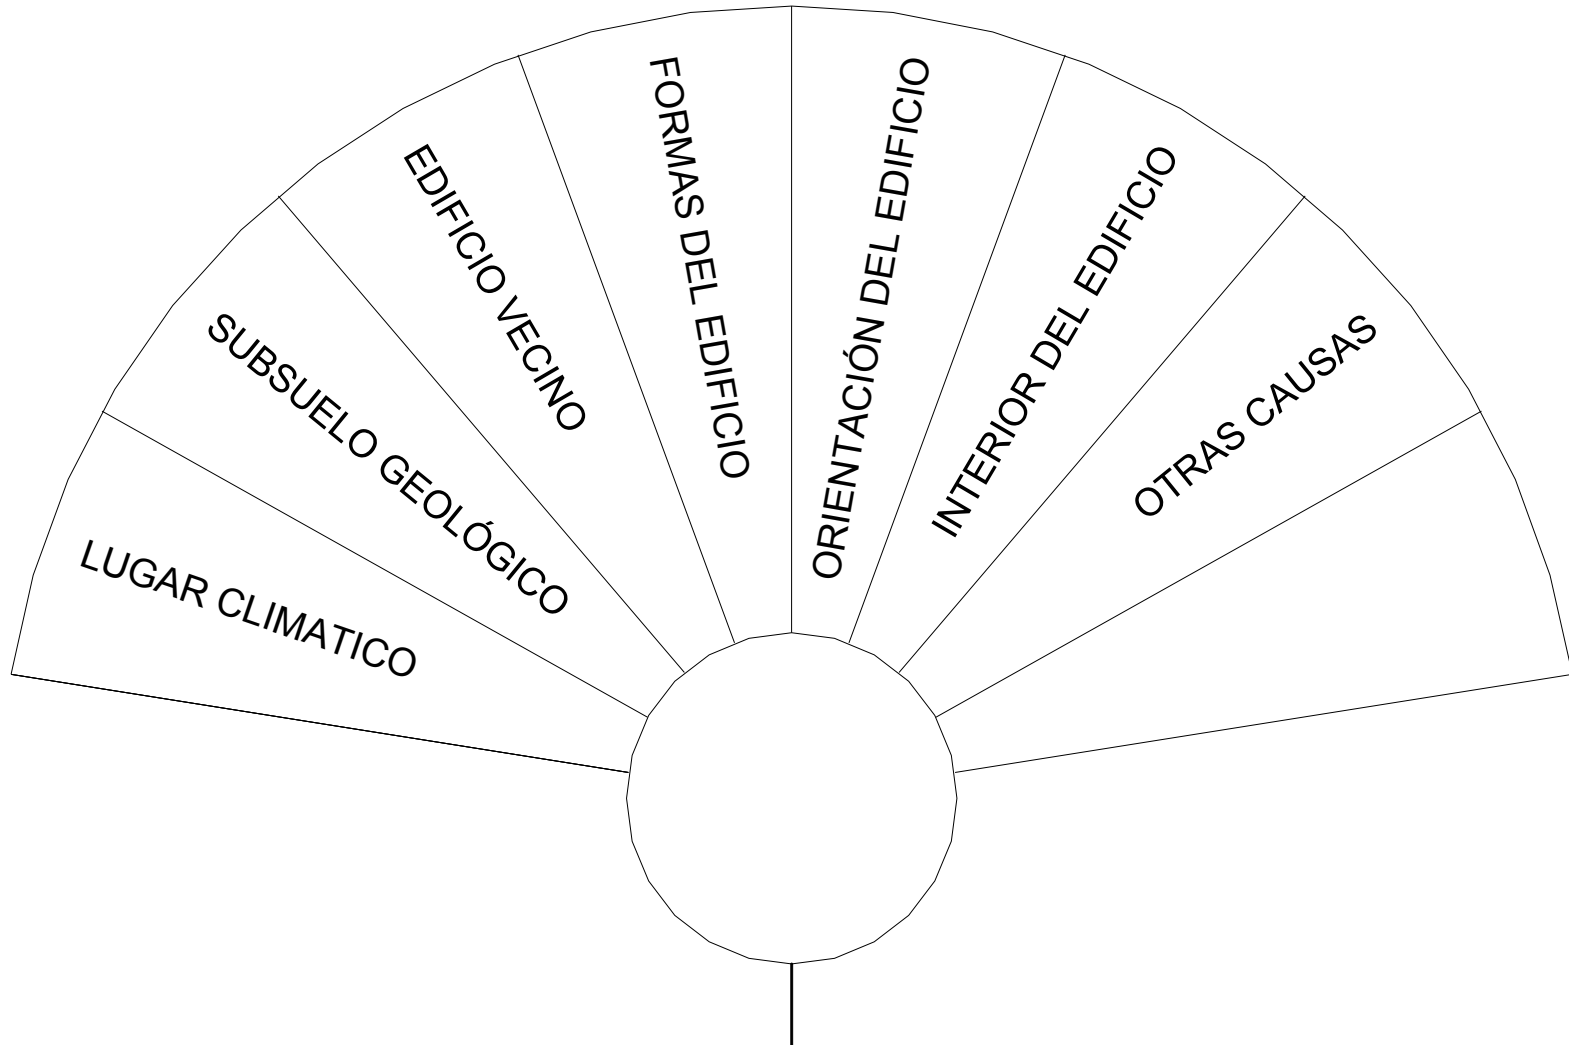 LUGAR CLIMATICO
SUBSUELO GEOLÓGICO
EDIFICIO VECINO
FORMAS DEL EDIFICIO
ORIENTACIÓN DEL EDIFICIO
INTERIOR DEL EDIFICIO
OTRAS CAUSAS